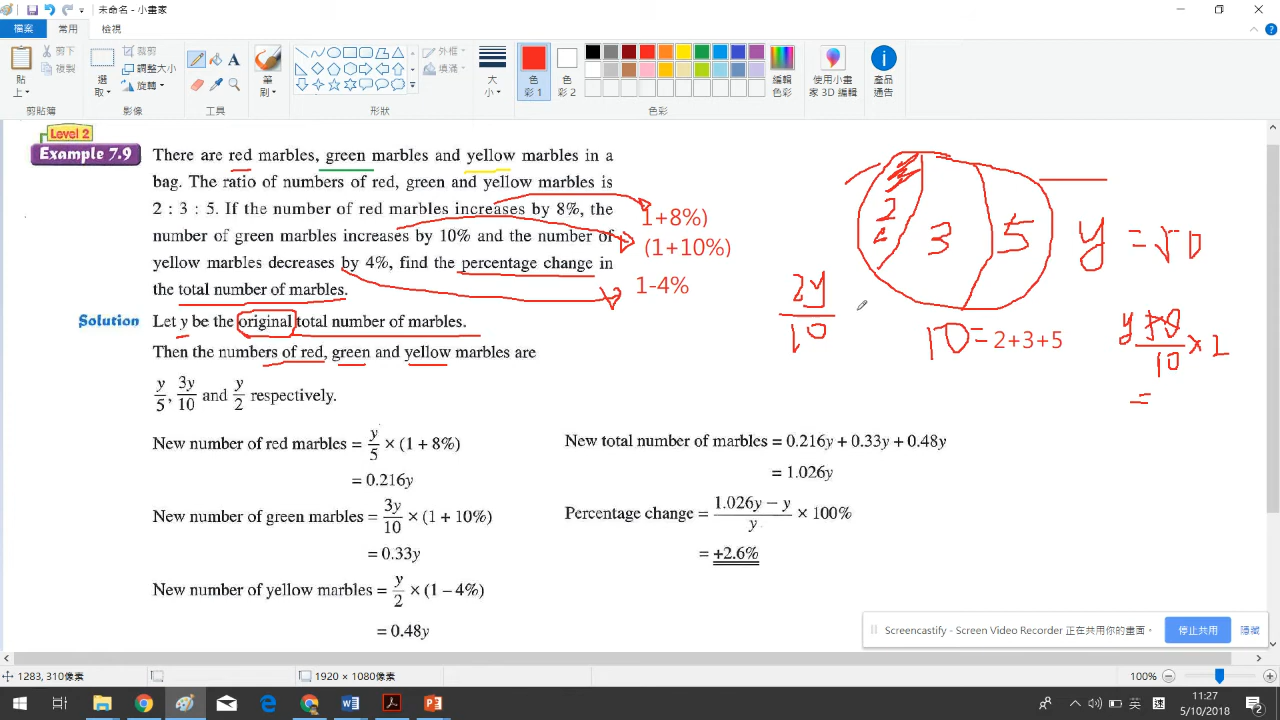 未命名 - 小畫家
檔案 常用 檢視
貼上 剪下 複製
選取 裁剪 調整大小 旋轉
筆刷
外框 填滿
大小
色彩 1 色彩 2
編輯色彩
使用小畫家 3D 編輯
產品通告
剪貼簿 影像 工具 形狀 色彩
Level 2
Example 7.9
There are red marbles, green marbles and yellow marbles in a
bag. The ratio of numbers of red, green and yellow marbles is
2 : 3 : 5. If the number of red marbles increases by 8%, the
number of green marbles increases by 10% and the number of
yellow marbles decreases by 4%, find the percentage change in
the total number of marbles.
1+8%)
(1+10%)
1-4%
2 3 5 y = 50
2y/10
10 = 2+3+5
y 50/10 × 2
=
Solution
Let y be the original total number of marbles.
Then the numbers of red, green and yellow marbles are
y/5, 3y/10 and y/2 respectively.
New number of red marbles = y/5 × (1 + 8%)
= 0.216y
New number of green marbles = 3y/10 × (1 + 10%)
= 0.33y
New number of yellow marbles = y/2 × (1 – 4%)
= 0.48y
New total number of marbles = 0.216y + 0.33y + 0.48y
= 1.026y
Percentage change = (1.026y – y)/y × 100%
= +2.6%
Screencastify - Screen Video Recorder 正在共用你的畫面。 停止共用 隱藏
1283, 310像素 1920 × 1080像素 100%
英 11:27
5/10/2018 2